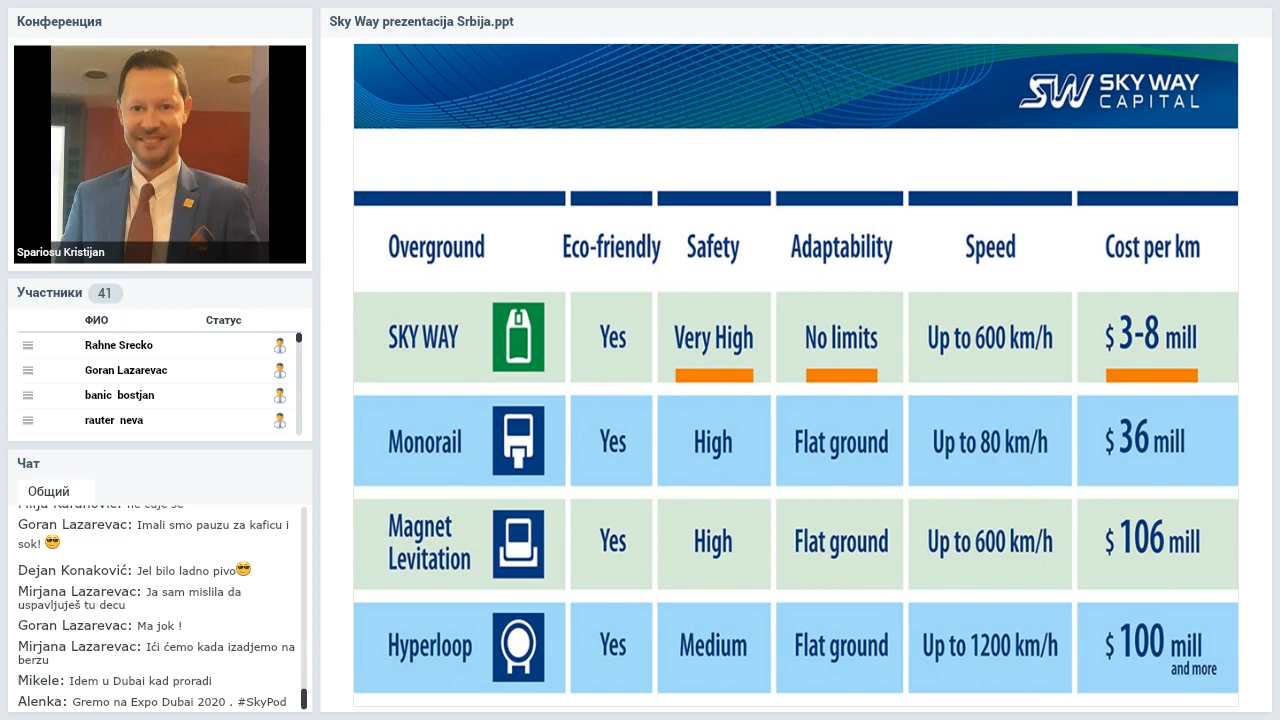 Конференция
Spariosu Kristijan
Участники 41
ФИО Статус
Rahne Srecko
Goran Lazarevac
banic bostjan
rauter neva
Чат
Общий
Goran Lazarevac: Imali smo pauzu za kaficu i
sok!
Dejan Konaković: Jel bilo ladno pivo
Mirjana Lazarevac: Ja sam mislila da
uspavljuješ tu decu
Goran Lazarevac: Ma jok !
Mirjana Lazarevac: Ići ćemo kada izadjemo na
berzu
Mikele: Idem u Dubai kad proradi
Alenka: Gremo na Expo Dubai 2020 . #SkyPod
Sky Way prezentacija Srbija.ppt
SW SKY WAY
CAPITAL
Overground Eco-friendly Safety Adaptability Speed Cost per km
SKY WAY Yes Very High No limits Up to 600 km/h $ 3-8 mill
Monorail Yes High Flat ground Up to 80 km/h $ 36 mill
Magnet
Levitation Yes High Flat ground Up to 600 km/h $ 106 mill
Hyperloop Yes Medium Flat ground Up to 1200 km/h $ 100 mill
and more